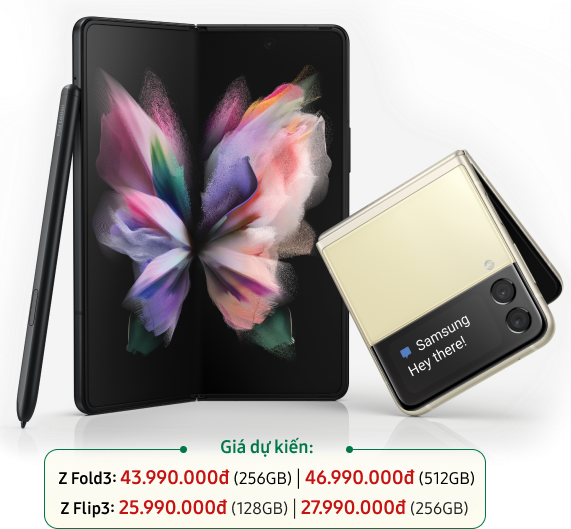 Samsung
Hey there!
Giá dự kiến:
Z Fold3: 43.990.000đ (256GB) | 46.990.000đ (512GB)
Z Flip3: 25.990.000đ (128GB) | 27.990.000đ (256GB)